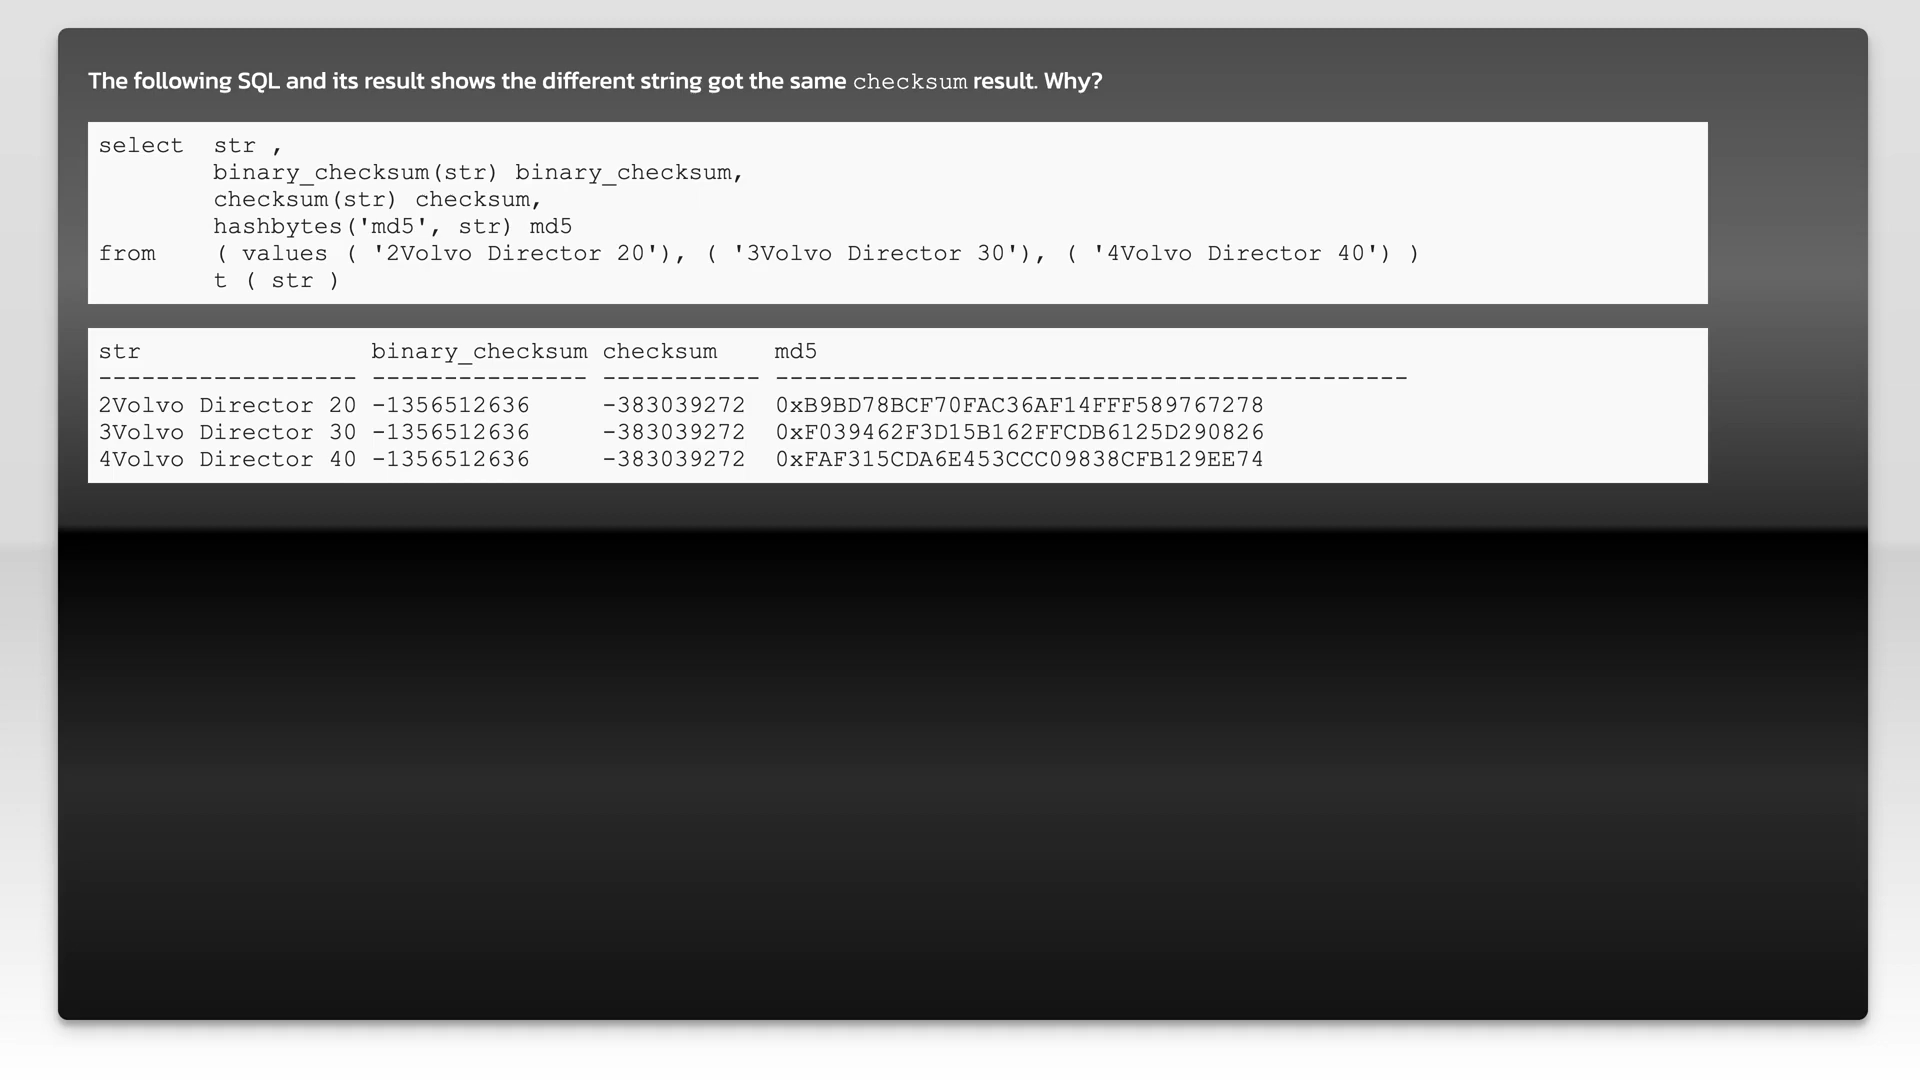 The following SQL and its result shows the different string got the same checksum result. Why?
select  str ,
        binary_checksum(str) binary_checksum,
        checksum(str) checksum,
        hashbytes('md5', str) md5
from    ( values ( '2Volvo Director 20'), ( '3Volvo Director 30'), ( '4Volvo Director 40') )
        t ( str )
str                binary_checksum checksum    md5
------------------ --------------- ----------- --------------------------------------------
2Volvo Director 20 -1356512636     -383039272  0xB9BD78BCF70FAC36AF14FFF589767278
3Volvo Director 30 -1356512636     -383039272  0xF039462F3D15B162FFCDB6125D290826
4Volvo Director 40 -1356512636     -383039272  0xFAF315CDA6E453CCC09838CFB129EE74